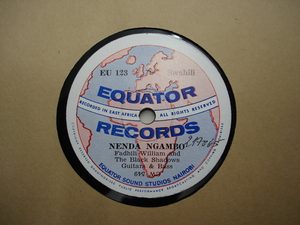 EU 123 Swahili
EQUATOR
RECORDED IN EAST AFRICA ALL RIGHTS RESERVED
RECORDS
NENDA NGAMBO
Fadhili William and
The Black Shadows
Guitars & Bass
EQUATOR SOUND STUDIOS NAIROBI